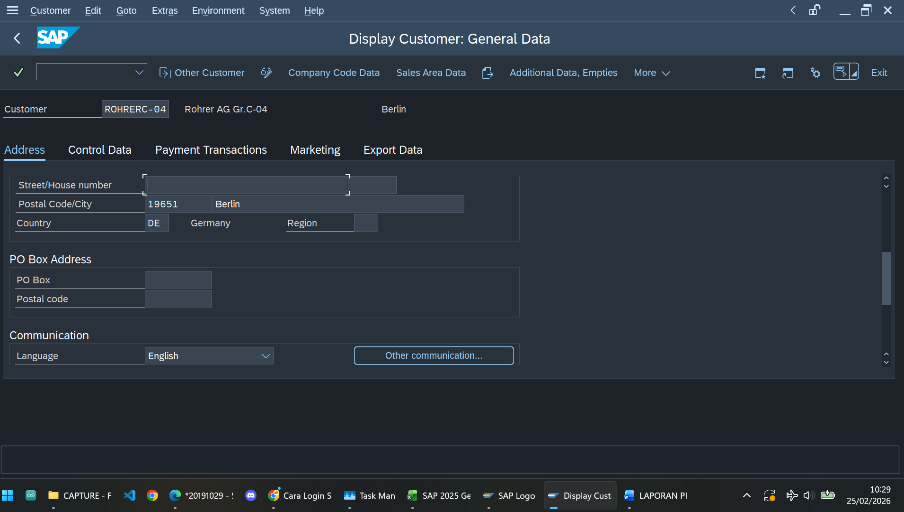 Customer Edit Goto Extras Environment System Help
SAP
Display Customer: General Data
Other Customer Company Code Data Sales Area Data Additional Data, Empties More Exit
Customer ROHRERC-04 Rohrer AG Gr.C-04 Berlin
Address Control Data Payment Transactions Marketing Export Data
Street/House number
Postal Code/City 19651 Berlin
Country DE Germany Region
PO Box Address
PO Box
Postal code
Communication
Language English Other communication...
CAPTURE - F *20191029 - S Cara Login S Task Man SAP 2025 Ge SAP Logo Display Cust LAPORAN PI
10:29
25/02/2026